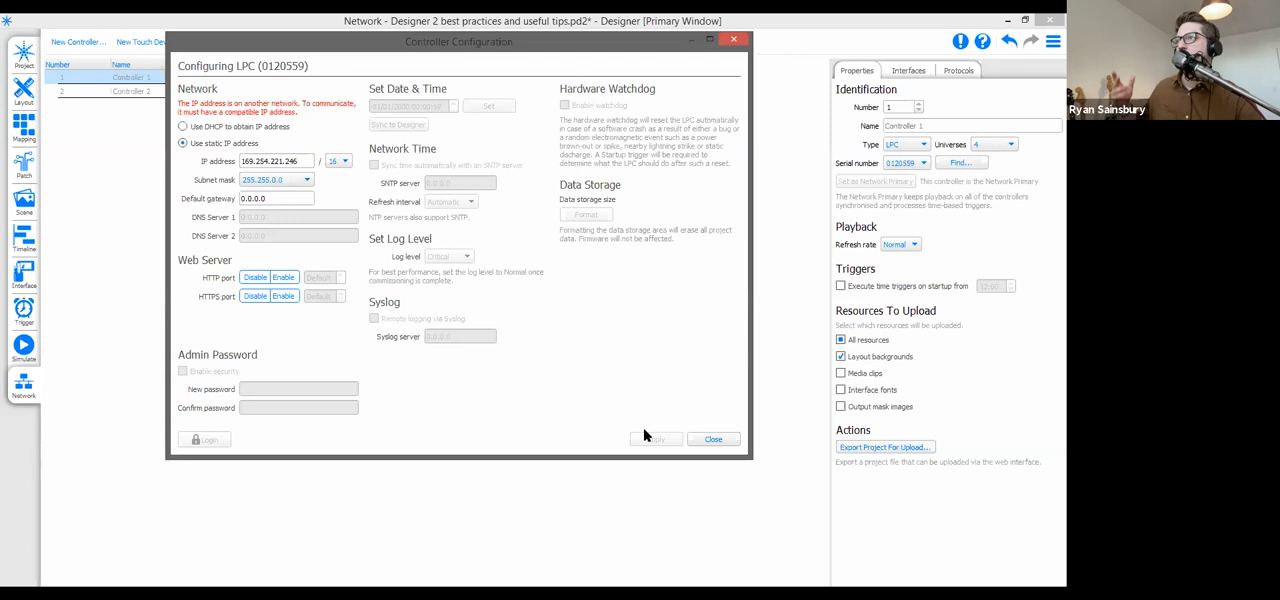 Network - Designer 2 best practices and useful tips.pd2* - Designer [Primary Window]
New Controller...
New Touch Dev
Number
Name
1
Controller 1
2
Controller 2
Project
Layout
Mapping
Patch
Scene
Timeline
Interface
Trigger
Simulate
Network
Controller Configuration
Configuring LPC (0120559)
Network
The IP address is on another network. To communicate,
it must have a compatible IP address.
Use DHCP to obtain IP address
Use static IP address
IP address 169.254.221.246 / 16
Subnet mask 255.255.0.0
Default gateway 0.0.0.0
DNS Server 1 0.0.0.0
DNS Server 2 0.0.0.0
Web Server
HTTP port Disable Enable Default
HTTPS port Disable Enable Default
Admin Password
Enable security
New password
Confirm password
Login
Set Date & Time
Set
Sync to Designer
Network Time
Sync time automatically with an SNTP server
SNTP server 0.0.0.0
Refresh interval Automatic
NTP servers also support SNTP.
Set Log Level
Log level Critical
For best performance, set the log level to Normal once
commissioning is complete.
Syslog
Remote logging via Syslog
Syslog server 0.0.0.0
Hardware Watchdog
Enable watchdog
The hardware watchdog will reset the LPC automatically
in case of a software crash as a result of either a bug or
a random electromagnetic event such as a power
brown-out or spike, nearby lightning strike or static
discharge. A Startup trigger will be required to
determine what the LPC should do after such a reset.
Data Storage
Data storage size
Format
Formatting the data storage area will erase all project
data. Firmware will not be affected.
Close
Properties
Interfaces
Protocols
Identification
Number 1
Name Controller 1
Type LPC Universes 4
Serial number 0120559 Find...
Set as Network Primary This controller is the Network Primary
The Network Primary keeps playback on all of the controllers
synchronised and processes time-based triggers.
Playback
Refresh rate Normal
Triggers
Execute time triggers on startup from 12:00
Resources To Upload
Select which resources will be uploaded.
All resources
Layout backgrounds
Media clips
Interface fonts
Output mask images
Actions
Export Project For Upload...
Export a project file that can be uploaded via the web interface.
Ryan Sainsbury